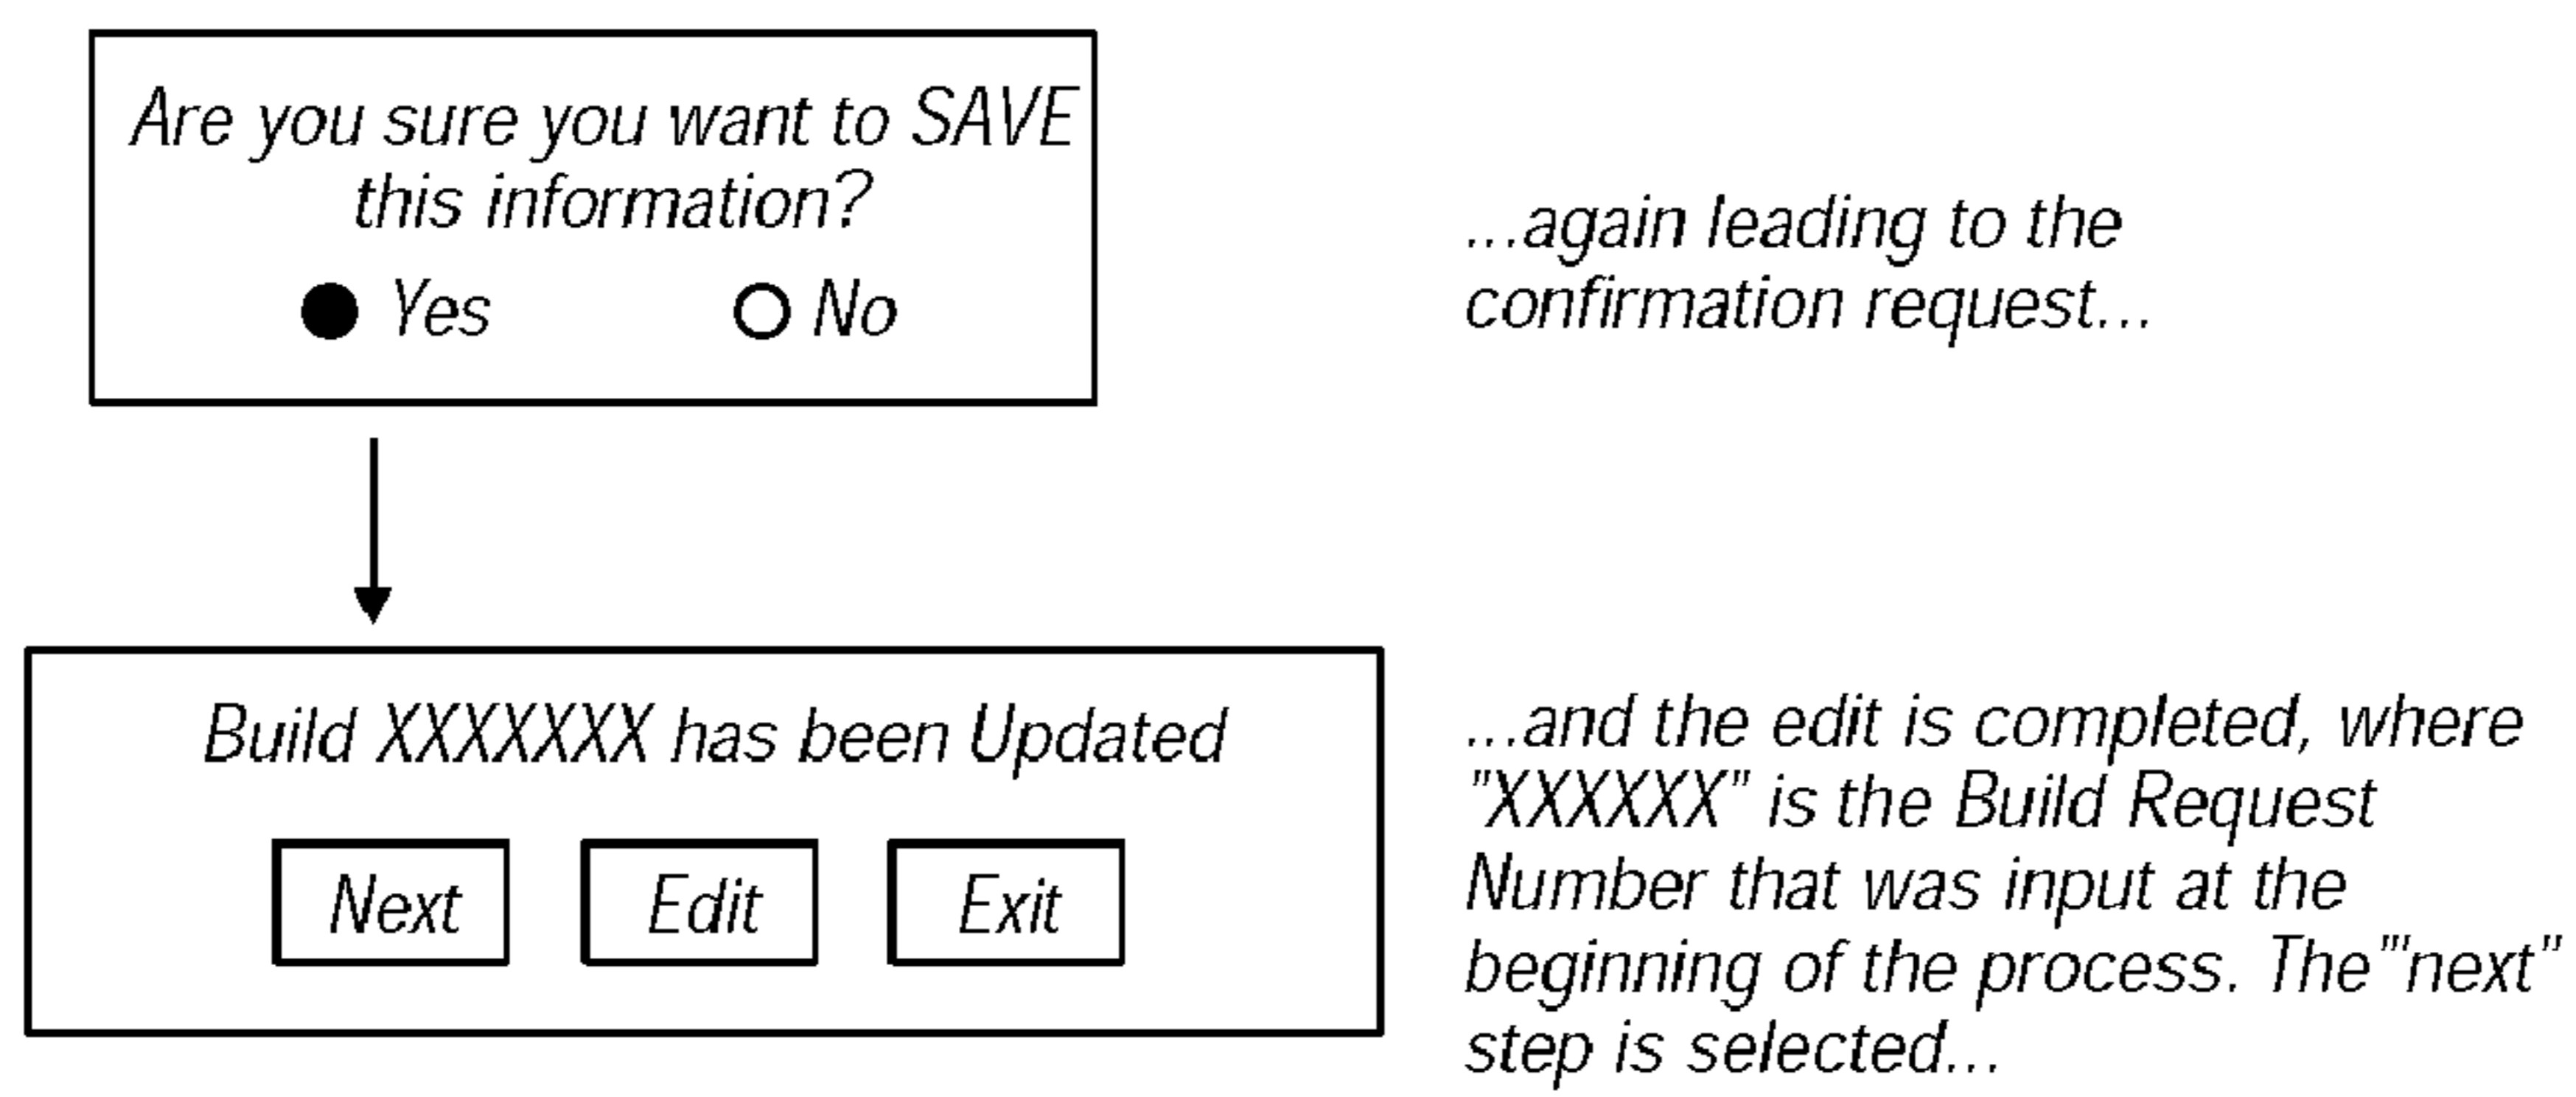 Are you sure you want to SAVE
this information?
Yes No
...again leading to the
confirmation request...
Build XXXXXXX has been Updated
Next Edit Exit
...and the edit is completed, where
"XXXXXX" is the Build Request
Number that was input at the
beginning of the process. The"'next"
step is selected...